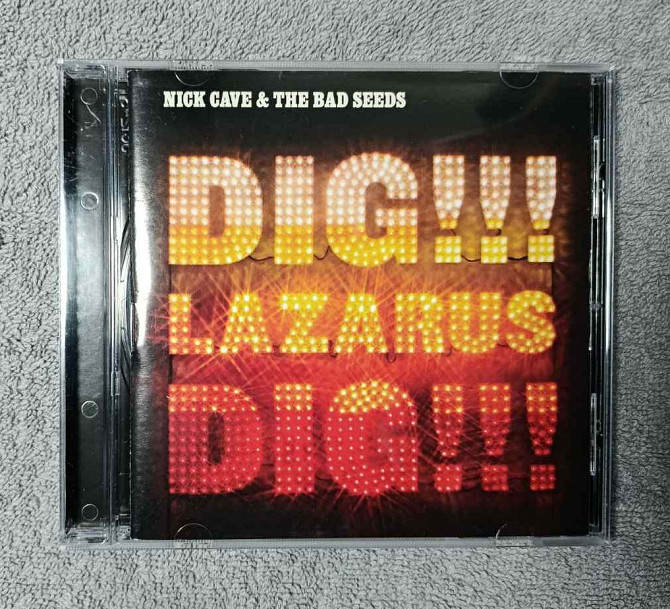 NICK CAVE & THE BAD SEEDS
DIG!!!
LAZARUS
DIG!!!